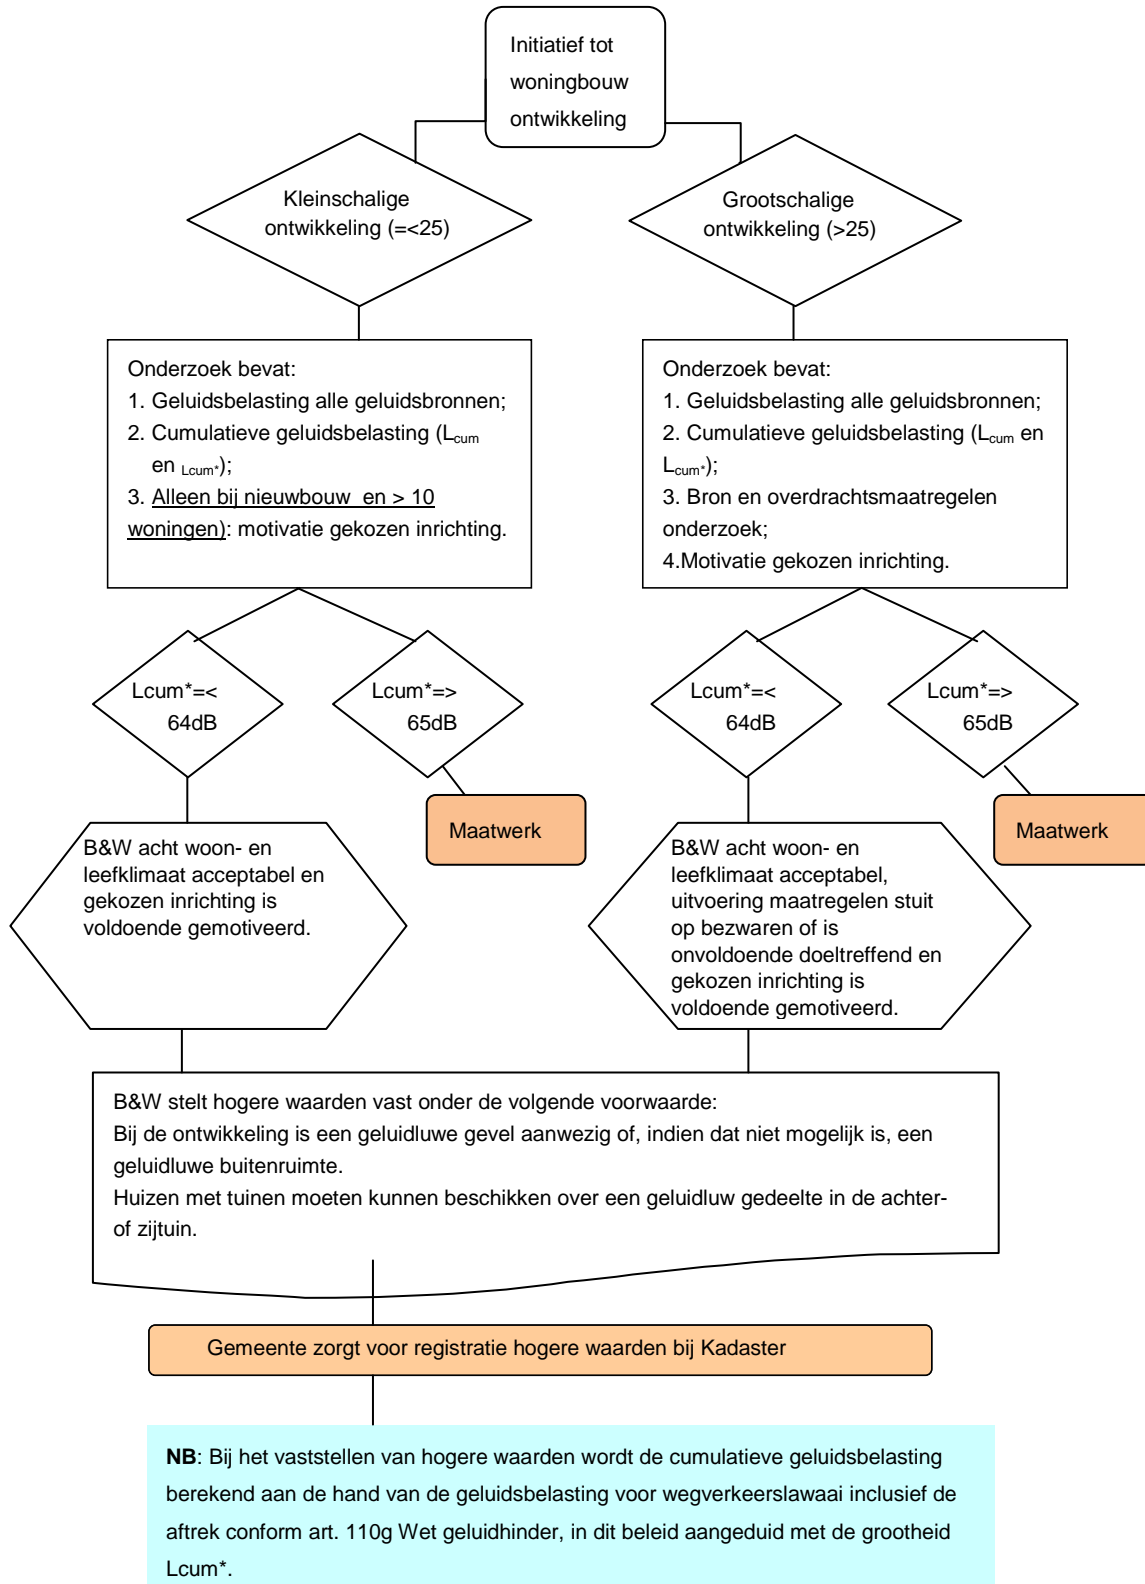 Initiatief tot
woningbouw
ontwikkeling
Kleinschalige
ontwikkeling (=<25)
Grootschalige
ontwikkeling (>25)
Onderzoek bevat:
1. Geluidsbelasting alle geluidsbronnen;
2. Cumulatieve geluidsbelasting (Lcum
en Lcum*);
3. Alleen bij nieuwbouw en > 10
woningen): motivatie gekozen inrichting.
Onderzoek bevat:
1. Geluidsbelasting alle geluidsbronnen;
2. Cumulatieve geluidsbelasting (Lcum en
Lcum*);
3. Bron en overdrachtsmaatregelen
onderzoek;
4.Motivatie gekozen inrichting.
Lcum*=<
64dB
Lcum*=>
65dB
Lcum*=<
64dB
Lcum*=>
65dB
Maatwerk
Maatwerk
B&W acht woon- en
leefklimaat acceptabel en
gekozen inrichting is
voldoende gemotiveerd.
B&W acht woon- en
leefklimaat acceptabel,
uitvoering maatregelen stuit
op bezwaren of is
onvoldoende doeltreffend en
gekozen inrichting is
voldoende gemotiveerd.
B&W stelt hogere waarden vast onder de volgende voorwaarde:
Bij de ontwikkeling is een geluidluwe gevel aanwezig of, indien dat niet mogelijk is, een
geluidluwe buitenruimte.
Huizen met tuinen moeten kunnen beschikken over een geluidluw gedeelte in de achter-
of zijtuin.
Gemeente zorgt voor registratie hogere waarden bij Kadaster
NB: Bij het vaststellen van hogere waarden wordt de cumulatieve geluidsbelasting
berekend aan de hand van de geluidsbelasting voor wegverkeerslawaai inclusief de
aftrek conform art. 110g Wet geluidhinder, in dit beleid aangeduid met de grootheid
Lcum*.